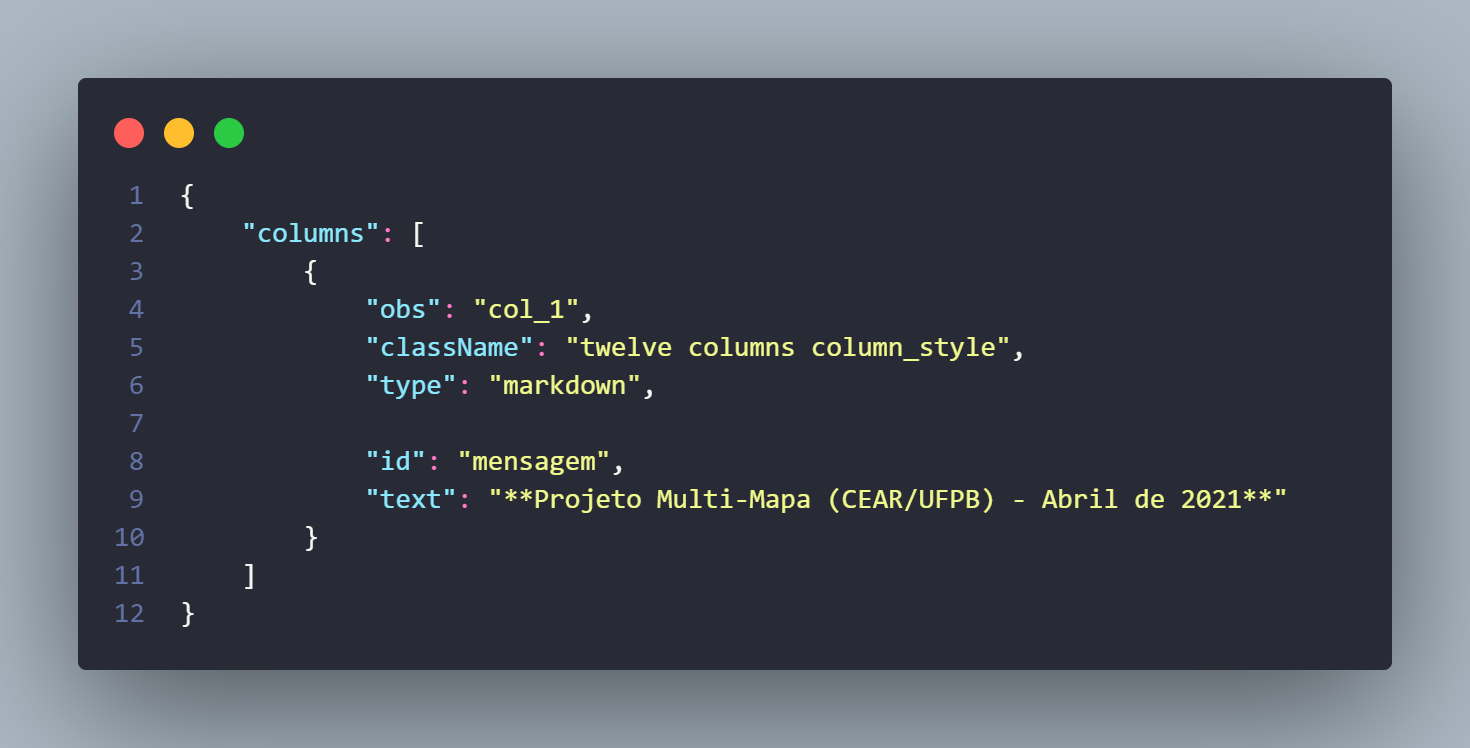 1 {
2     "columns": [
3         {
4             "obs": "col_1",
5             "className": "twelve columns column_style",
6             "type": "markdown",
7
8             "id": "mensagem",
9             "text": "**Projeto Multi-Mapa (CEAR/UFPB) - Abril de 2021**"
10         }
11     ]
12 }